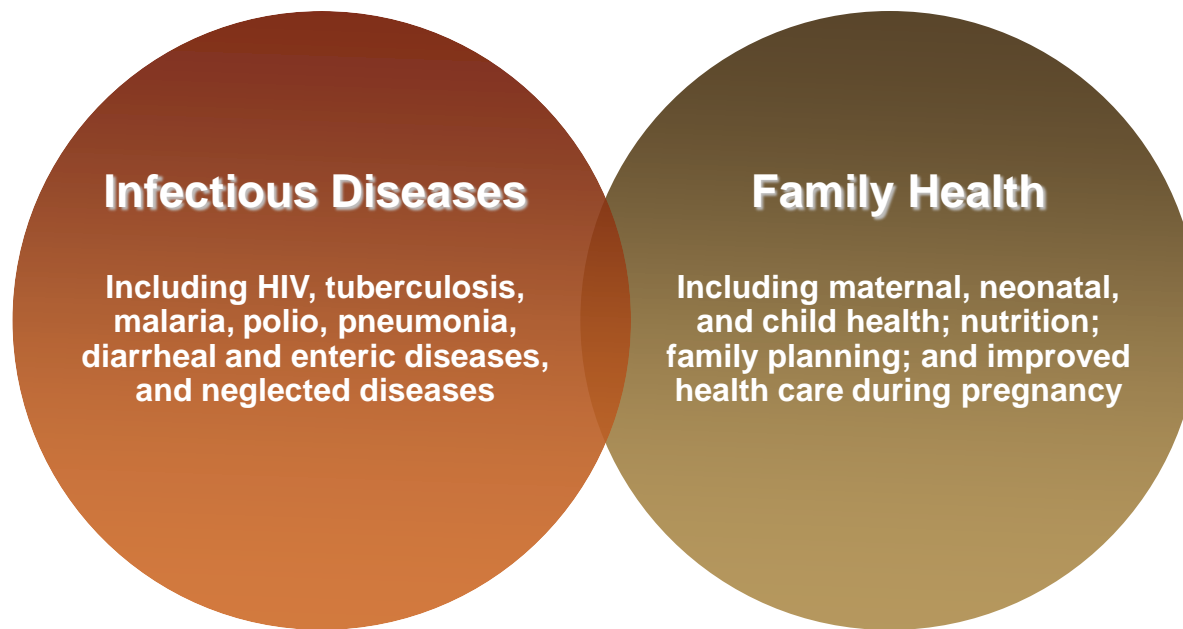 Infectious Diseases
Including HIV, tuberculosis,
malaria, polio, pneumonia,
diarrheal and enteric diseases,
and neglected diseases
Family Health
Including maternal, neonatal,
and child health; nutrition;
family planning; and improved
health care during pregnancy